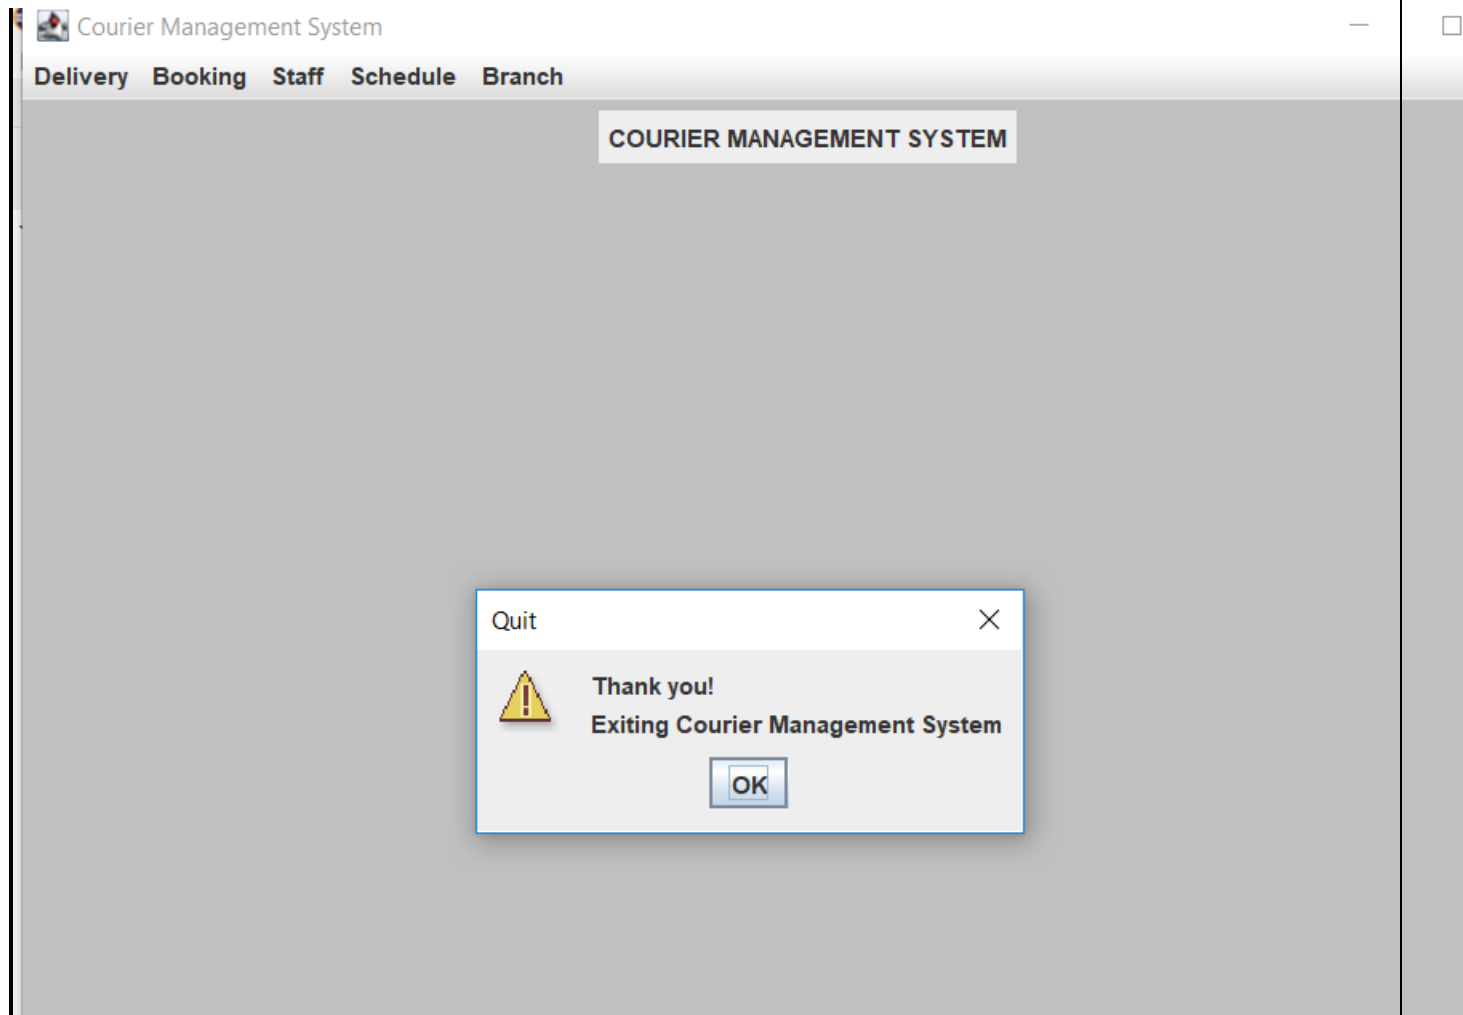 Courier Management System
Delivery Booking Staff Schedule Branch
COURIER MANAGEMENT SYSTEM
Quit
Thank you!
Exiting Courier Management System
OK